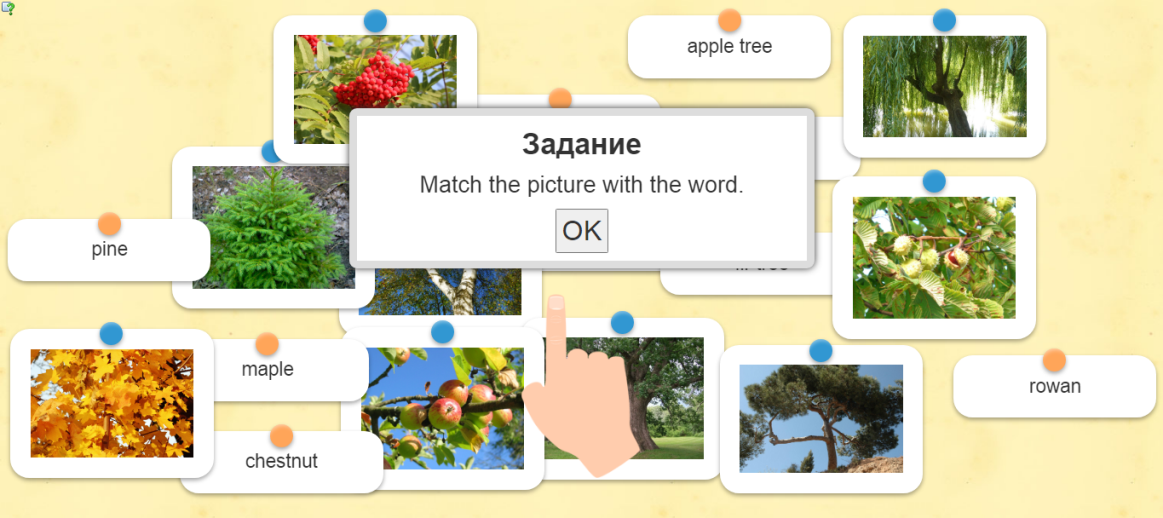 apple tree
Задание
Match the picture with the word.
OK
pine
maple
rowan
chestnut